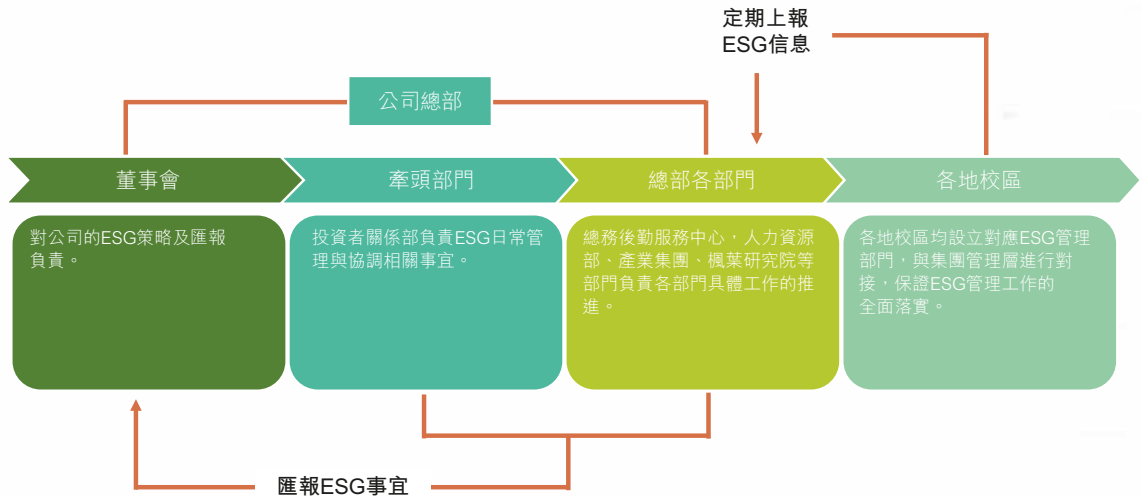 定期上報
ESG信息
公司總部
董事會
牽頭部門
總部各部門
各地校區
對公司的ESG策略及匯報
負責。
投資者關係部負責ESG日常管
理與協調相關事宜。
總務後勤服務中心，人力資源
部、產業集團、楓葉研究院等
部門負責各部門具體工作的推
進。
各地校區均設立對應ESG管理
部門，與集團管理層進行對
接，保證ESG管理工作的
全面落實。
匯報ESG事宜